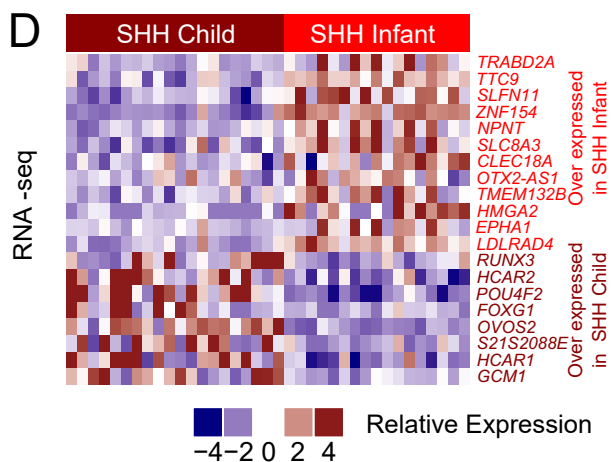 D
SHH Child SHH Infant
RNA -seq
TRABD2A
TTC9
SLFN11
ZNF154
NPNT
SLC8A3
CLEC18A
OTX2-AS1
TMEM132B
HMGA2
EPHA1
LDLRAD4
RUNX3
HCAR2
POU4F2
FOXG1
OVOS2
S21S2088E
HCAR1
GCM1
Over expressed
in SHH Infant
Over expressed
in SHH Child
−4 −2 0 2 4 Relative Expression